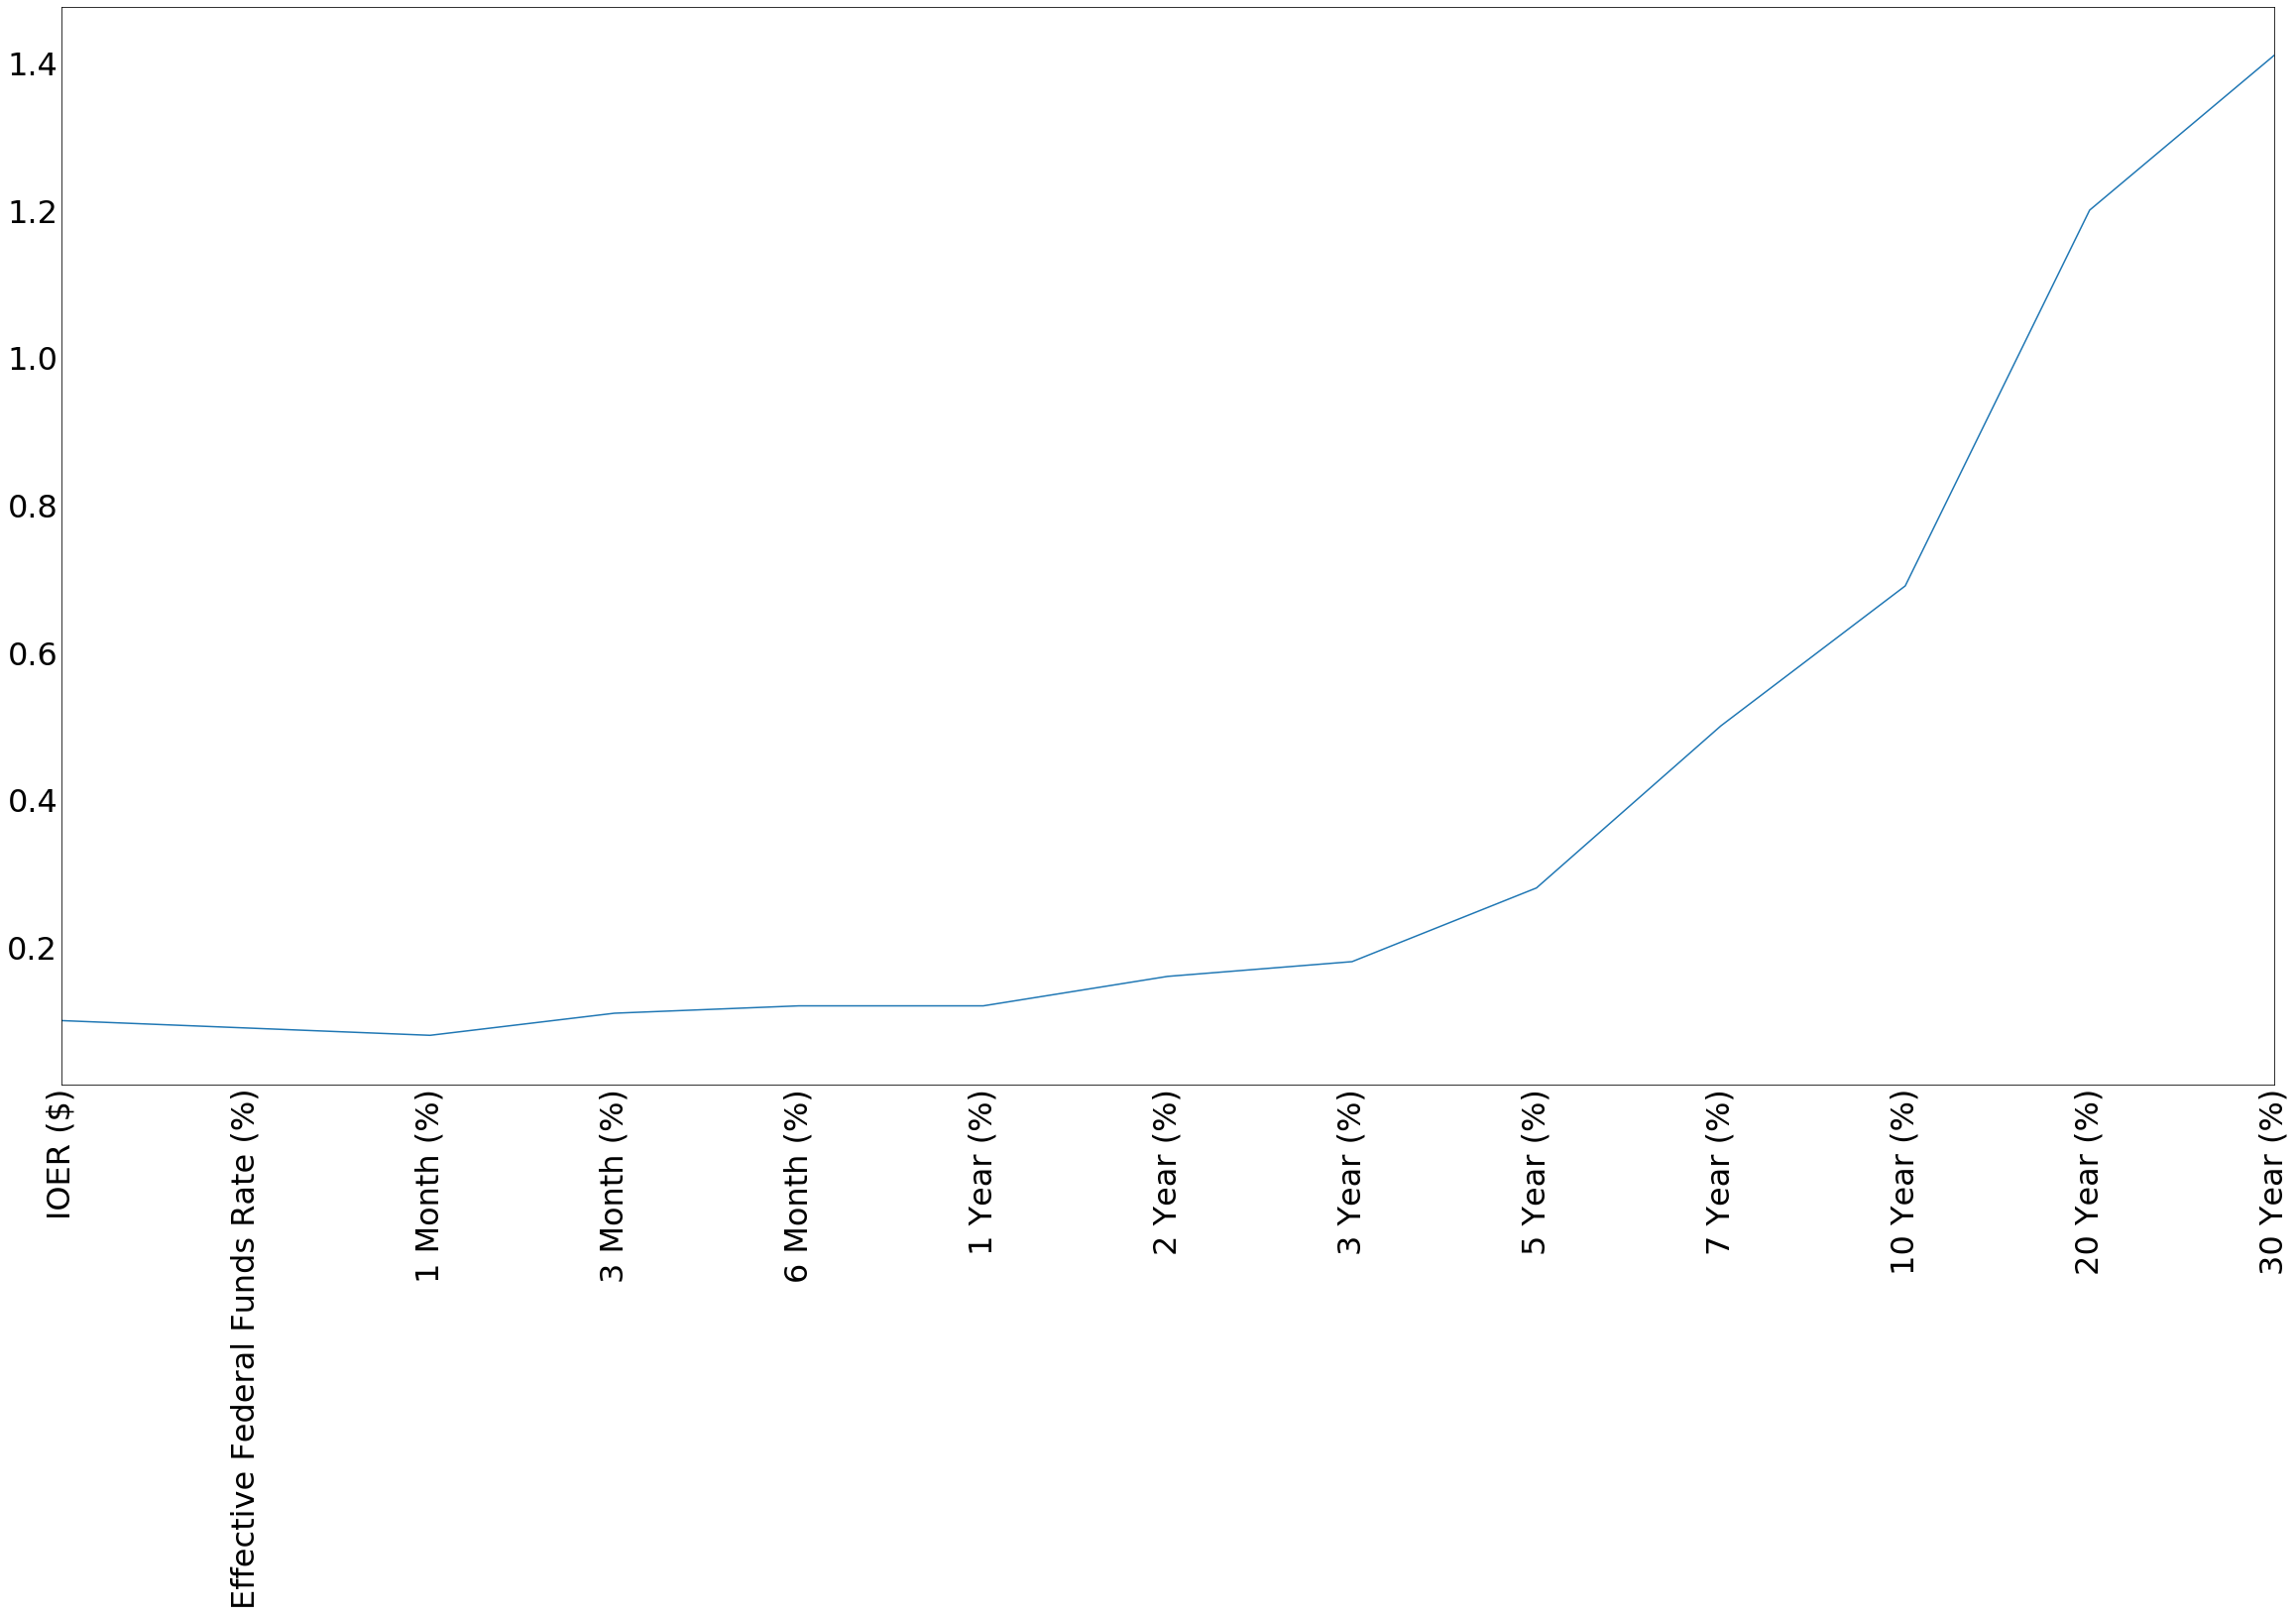 1.4
1.2
1.0
0.8
0.6
0.4
0.2
IOER ($)
Effective Federal Funds Rate (%)
1 Month (%)
3 Month (%)
6 Month (%)
1 Year (%)
2 Year (%)
3 Year (%)
5 Year (%)
7 Year (%)
10 Year (%)
20 Year (%)
30 Year (%)